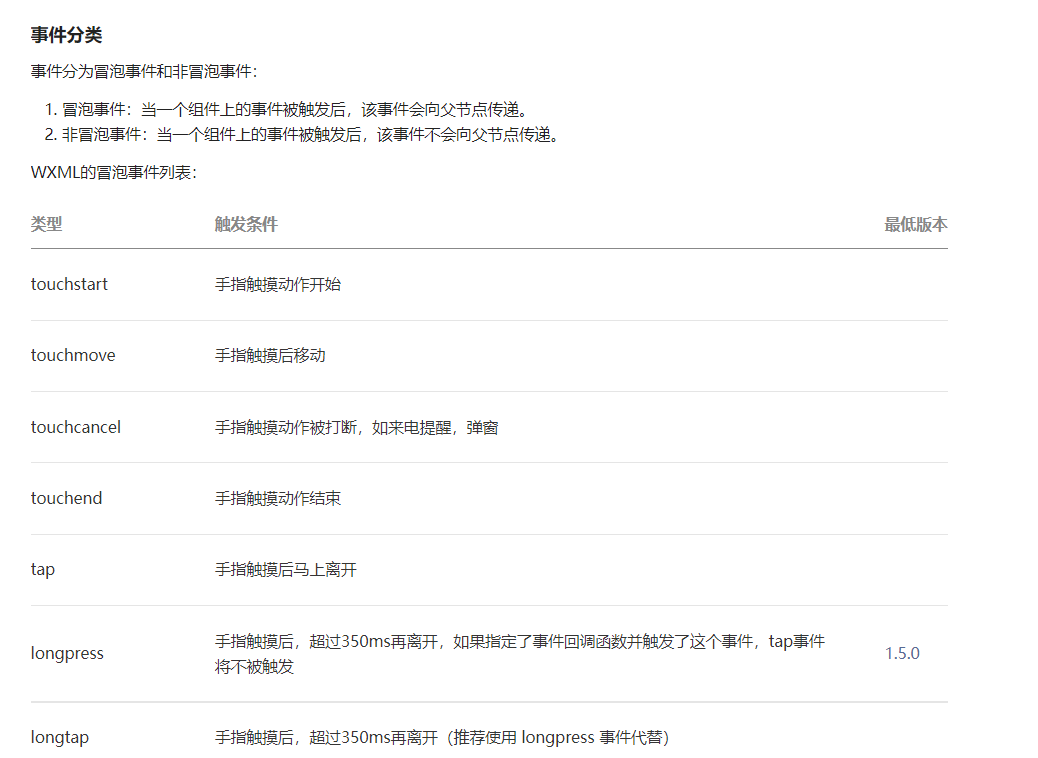 事件分类
事件分为冒泡事件和非冒泡事件：
1. 冒泡事件：当一个组件上的事件被触发后，该事件会向父节点传递。
2. 非冒泡事件：当一个组件上的事件被触发后，该事件不会向父节点传递。
WXML的冒泡事件列表：
类型 触发条件 最低版本
touchstart 手指触摸动作开始
touchmove 手指触摸后移动
touchcancel 手指触摸动作被打断，如来电提醒，弹窗
touchend 手指触摸动作结束
tap 手指触摸后马上离开
longpress 手指触摸后，超过350ms再离开，如果指定了事件回调函数并触发了这个事件，tap事件 1.5.0
将不被触发
longtap 手指触摸后，超过350ms再离开（推荐使用 longpress 事件代替）